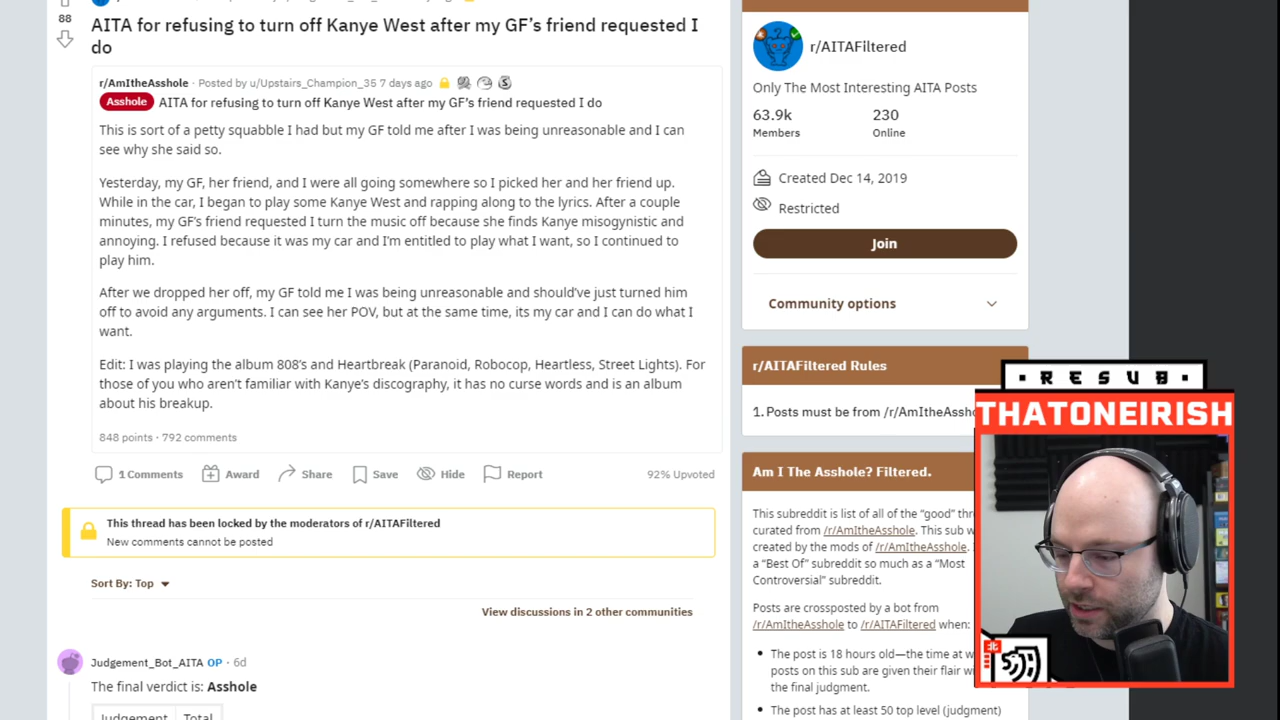 88
AITA for refusing to turn off Kanye West after my GF's friend requested I
do
r/AmItheAsshole · Posted by u/Upstairs_Champion_35 7 days ago
Asshole AITA for refusing to turn off Kanye West after my GF's friend requested I do
This is sort of a petty squabble I had but my GF told me after I was being unreasonable and I can
see why she said so.
Yesterday, my GF, her friend, and I were all going somewhere so I picked her and her friend up.
While in the car, I began to play some Kanye West and rapping along to the lyrics. After a couple
minutes, my GF's friend requested I turn the music off because she finds Kanye misogynistic and
annoying. I refused because it was my car and I'm entitled to play what I want, so I continued to
play him.
After we dropped her off, my GF told me I was being unreasonable and should've just turned him
off to avoid any arguments. I can see her POV, but at the same time, its my car and I can do what I
want.
Edit: I was playing the album 808's and Heartbreak (Paranoid, Robocop, Heartless, Street Lights). For
those of you who aren't familiar with Kanye's discography, it has no curse words and is an album
about his breakup.
848 points · 792 comments
1 Comments Award Share Save Hide Report 92% Upvoted
This thread has been locked by the moderators of r/AITAFiltered
New comments cannot be posted
Sort By: Top
View discussions in 2 other communities
Judgement_Bot_AITA OP · 6d
The final verdict is: Asshole
Judgement Total
r/AITAFiltered
Only The Most Interesting AITA Posts
63.9k 230
Members Online
Created Dec 14, 2019
Restricted
Join
Community options
r/AITAFiltered Rules
1. Posts must be from /r/AmItheAssho
Am I The Asshole? Filtered.
This subreddit is list of all of the "good" thr
curated from /r/AmItheAsshole. This sub w
created by the mods of /r/AmItheAsshole.
a "Best Of" subreddit so much as a "Most
Controversial" subreddit.
Posts are crossposted by a bot from
/r/AmItheAsshole to /r/AITAFiltered when:
The post is 18 hours old—the time at w
posts on this sub are given their flair w
the final judgment.
The post has at least 50 top level (judgment)
RESUB
THATONEIRISH